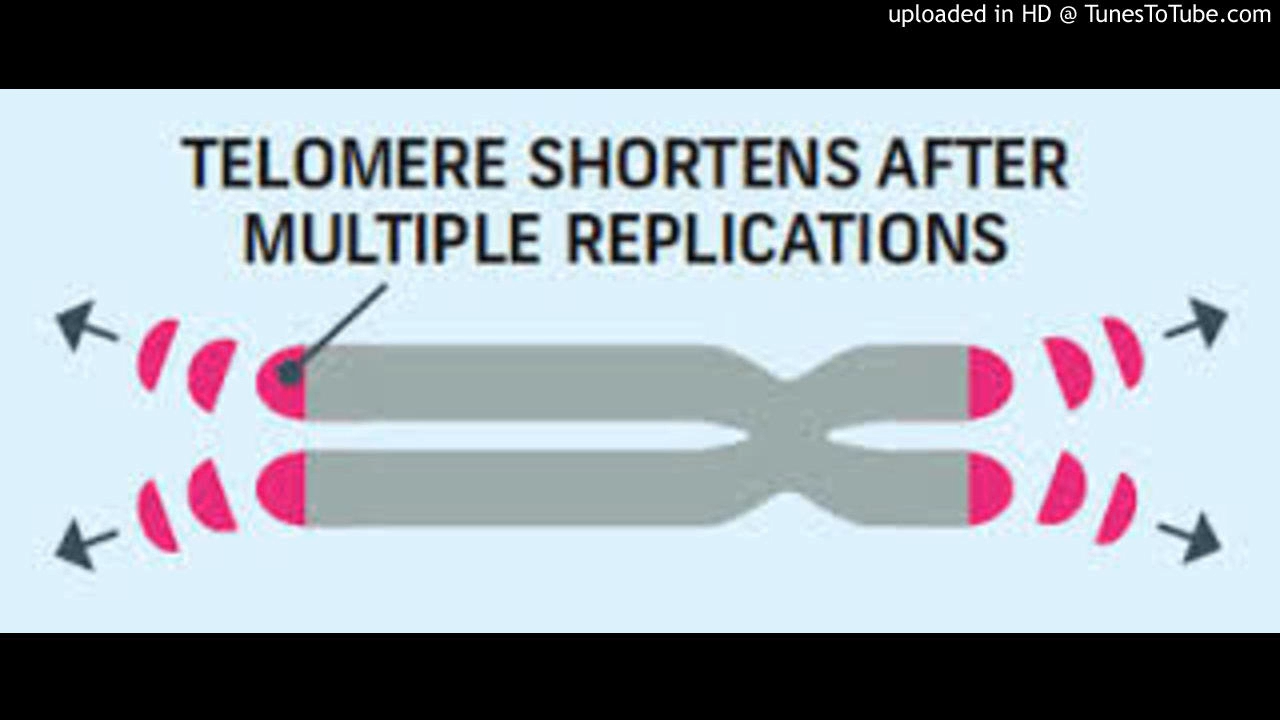 uploaded in HD @ TunesToTube.com
TELOMERE SHORTENS AFTER
MULTIPLE REPLICATIONS